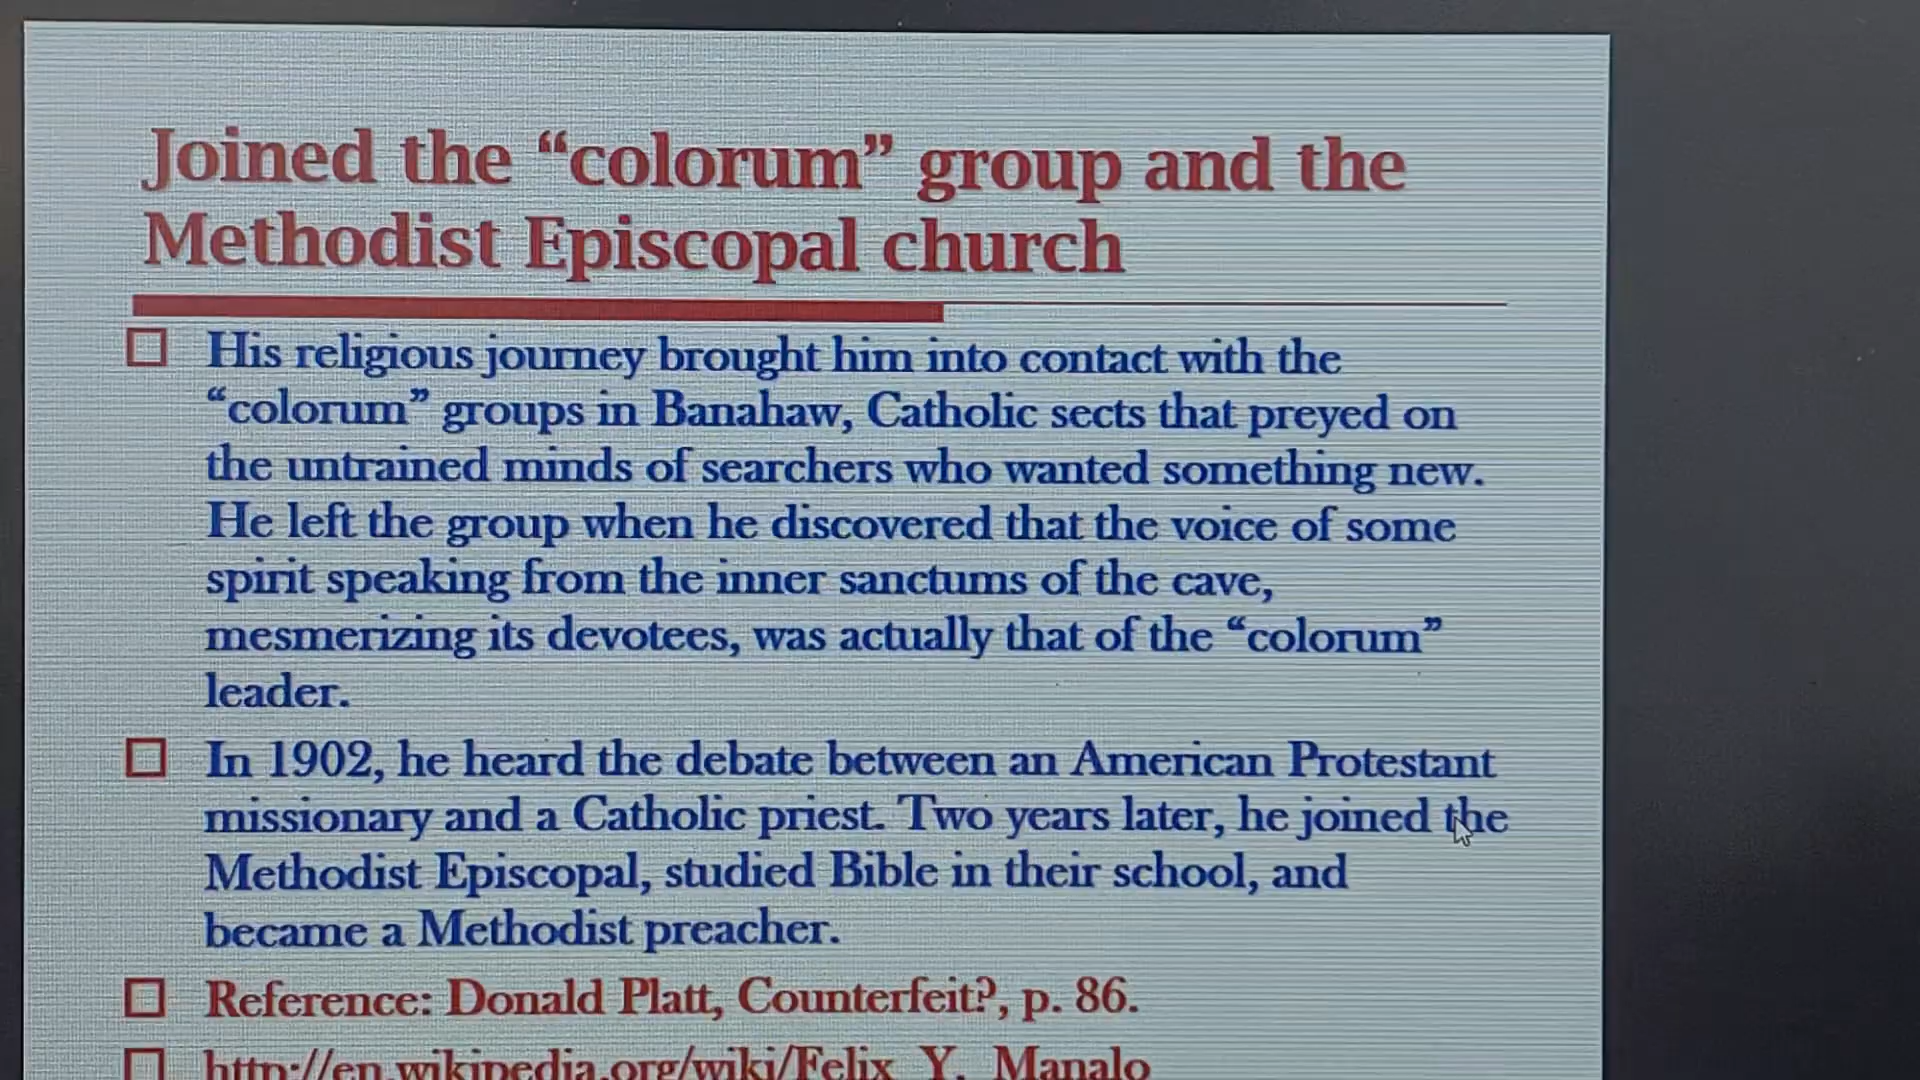 Joined the “colorum” group and the
Methodist Episcopal church
His religious journey brought him into contact with the
“colorum” groups in Banahaw, Catholic sects that preyed on
the untrained minds of searchers who wanted something new.
He left the group when he discovered that the voice of some
spirit speaking from the inner sanctums of the cave,
mesmerizing its devotees, was actually that of the “colorum”
leader.
In 1902, he heard the debate between an American Protestant
missionary and a Catholic priest. Two years later, he joined the
Methodist Episcopal, studied Bible in their school, and
became a Methodist preacher.
Reference: Donald Platt, Counterfeit?, p. 86.
http://en.wikipedia.org/wiki/Felix_Y._Manalo